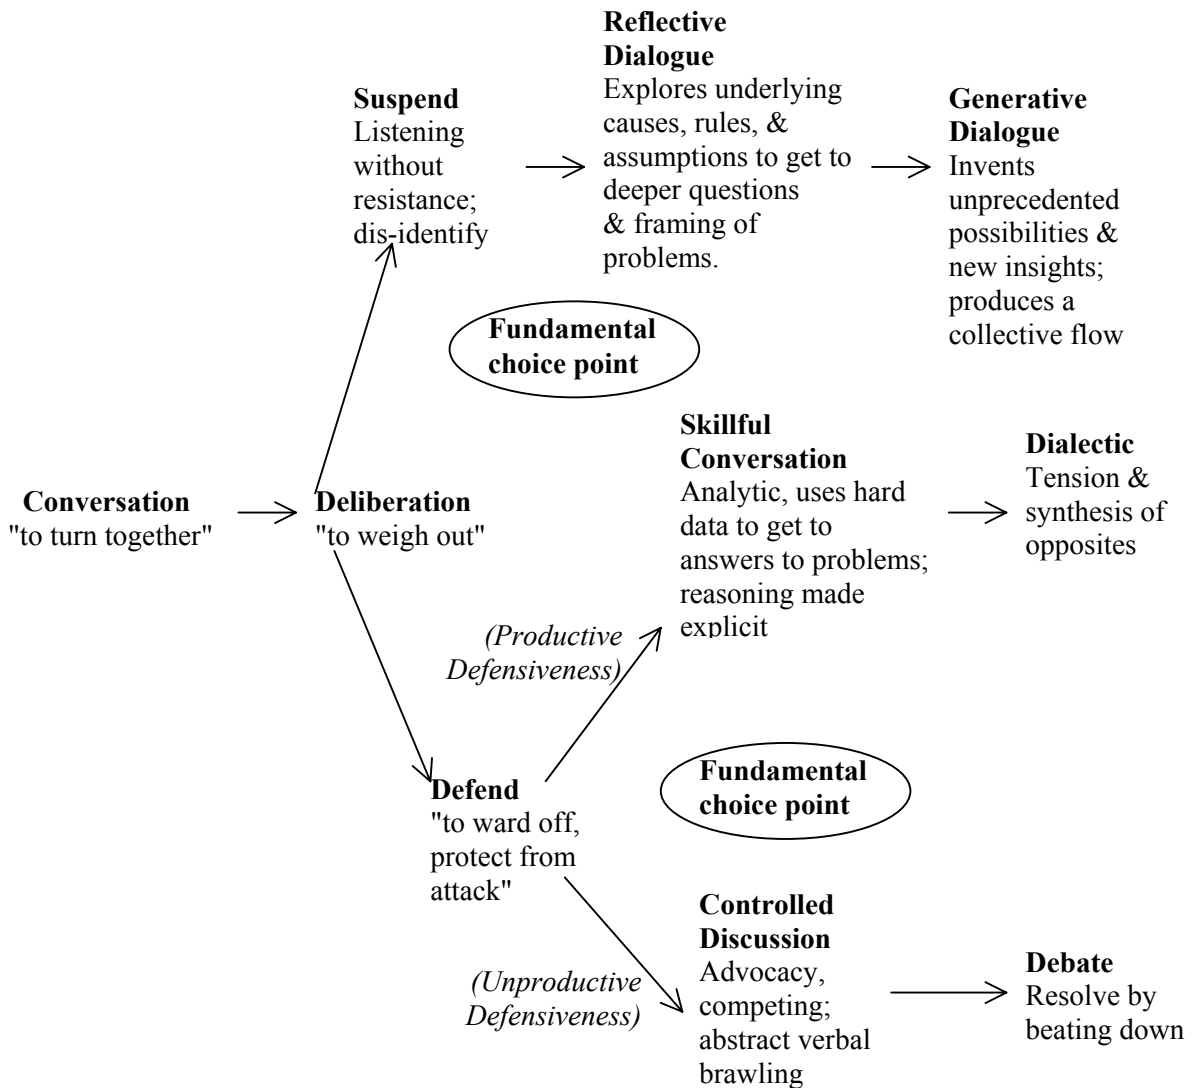 Reflective
Dialogue
Explores underlying
causes, rules, &
assumptions to get to
deeper questions
& framing of
problems.
Suspend
Listening
without
resistance;
dis-identify
Generative
Dialogue
Invents
unprecedented
possibilities &
new insights;
produces a
collective flow
Fundamental
choice point
Conversation
"to turn together"
Deliberation
"to weigh out"
Skillful
Conversation
Analytic, uses hard
data to get to
answers to problems;
reasoning made
explicit
Dialectic
Tension &
synthesis of
opposites
(Productive
Defensiveness)
Defend
"to ward off,
protect from
attack"
Fundamental
choice point
(Unproductive
Defensiveness)
Controlled
Discussion
Advocacy,
competing;
abstract verbal
brawling
Debate
Resolve by
beating down